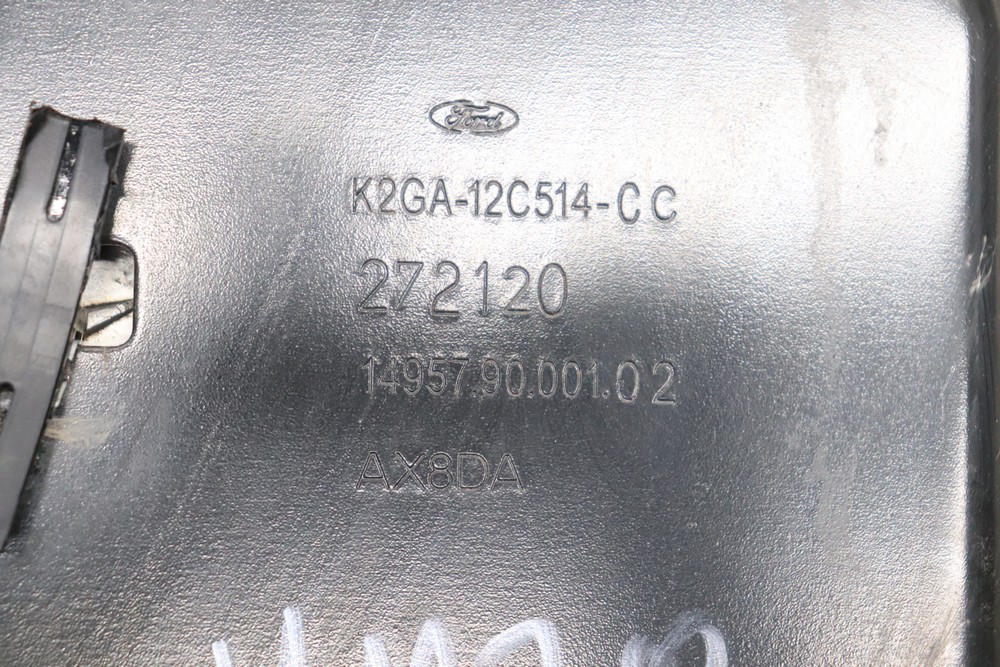 Ford
K2GA-12C514-CC
272120
14957.90.001.02
AX8DA